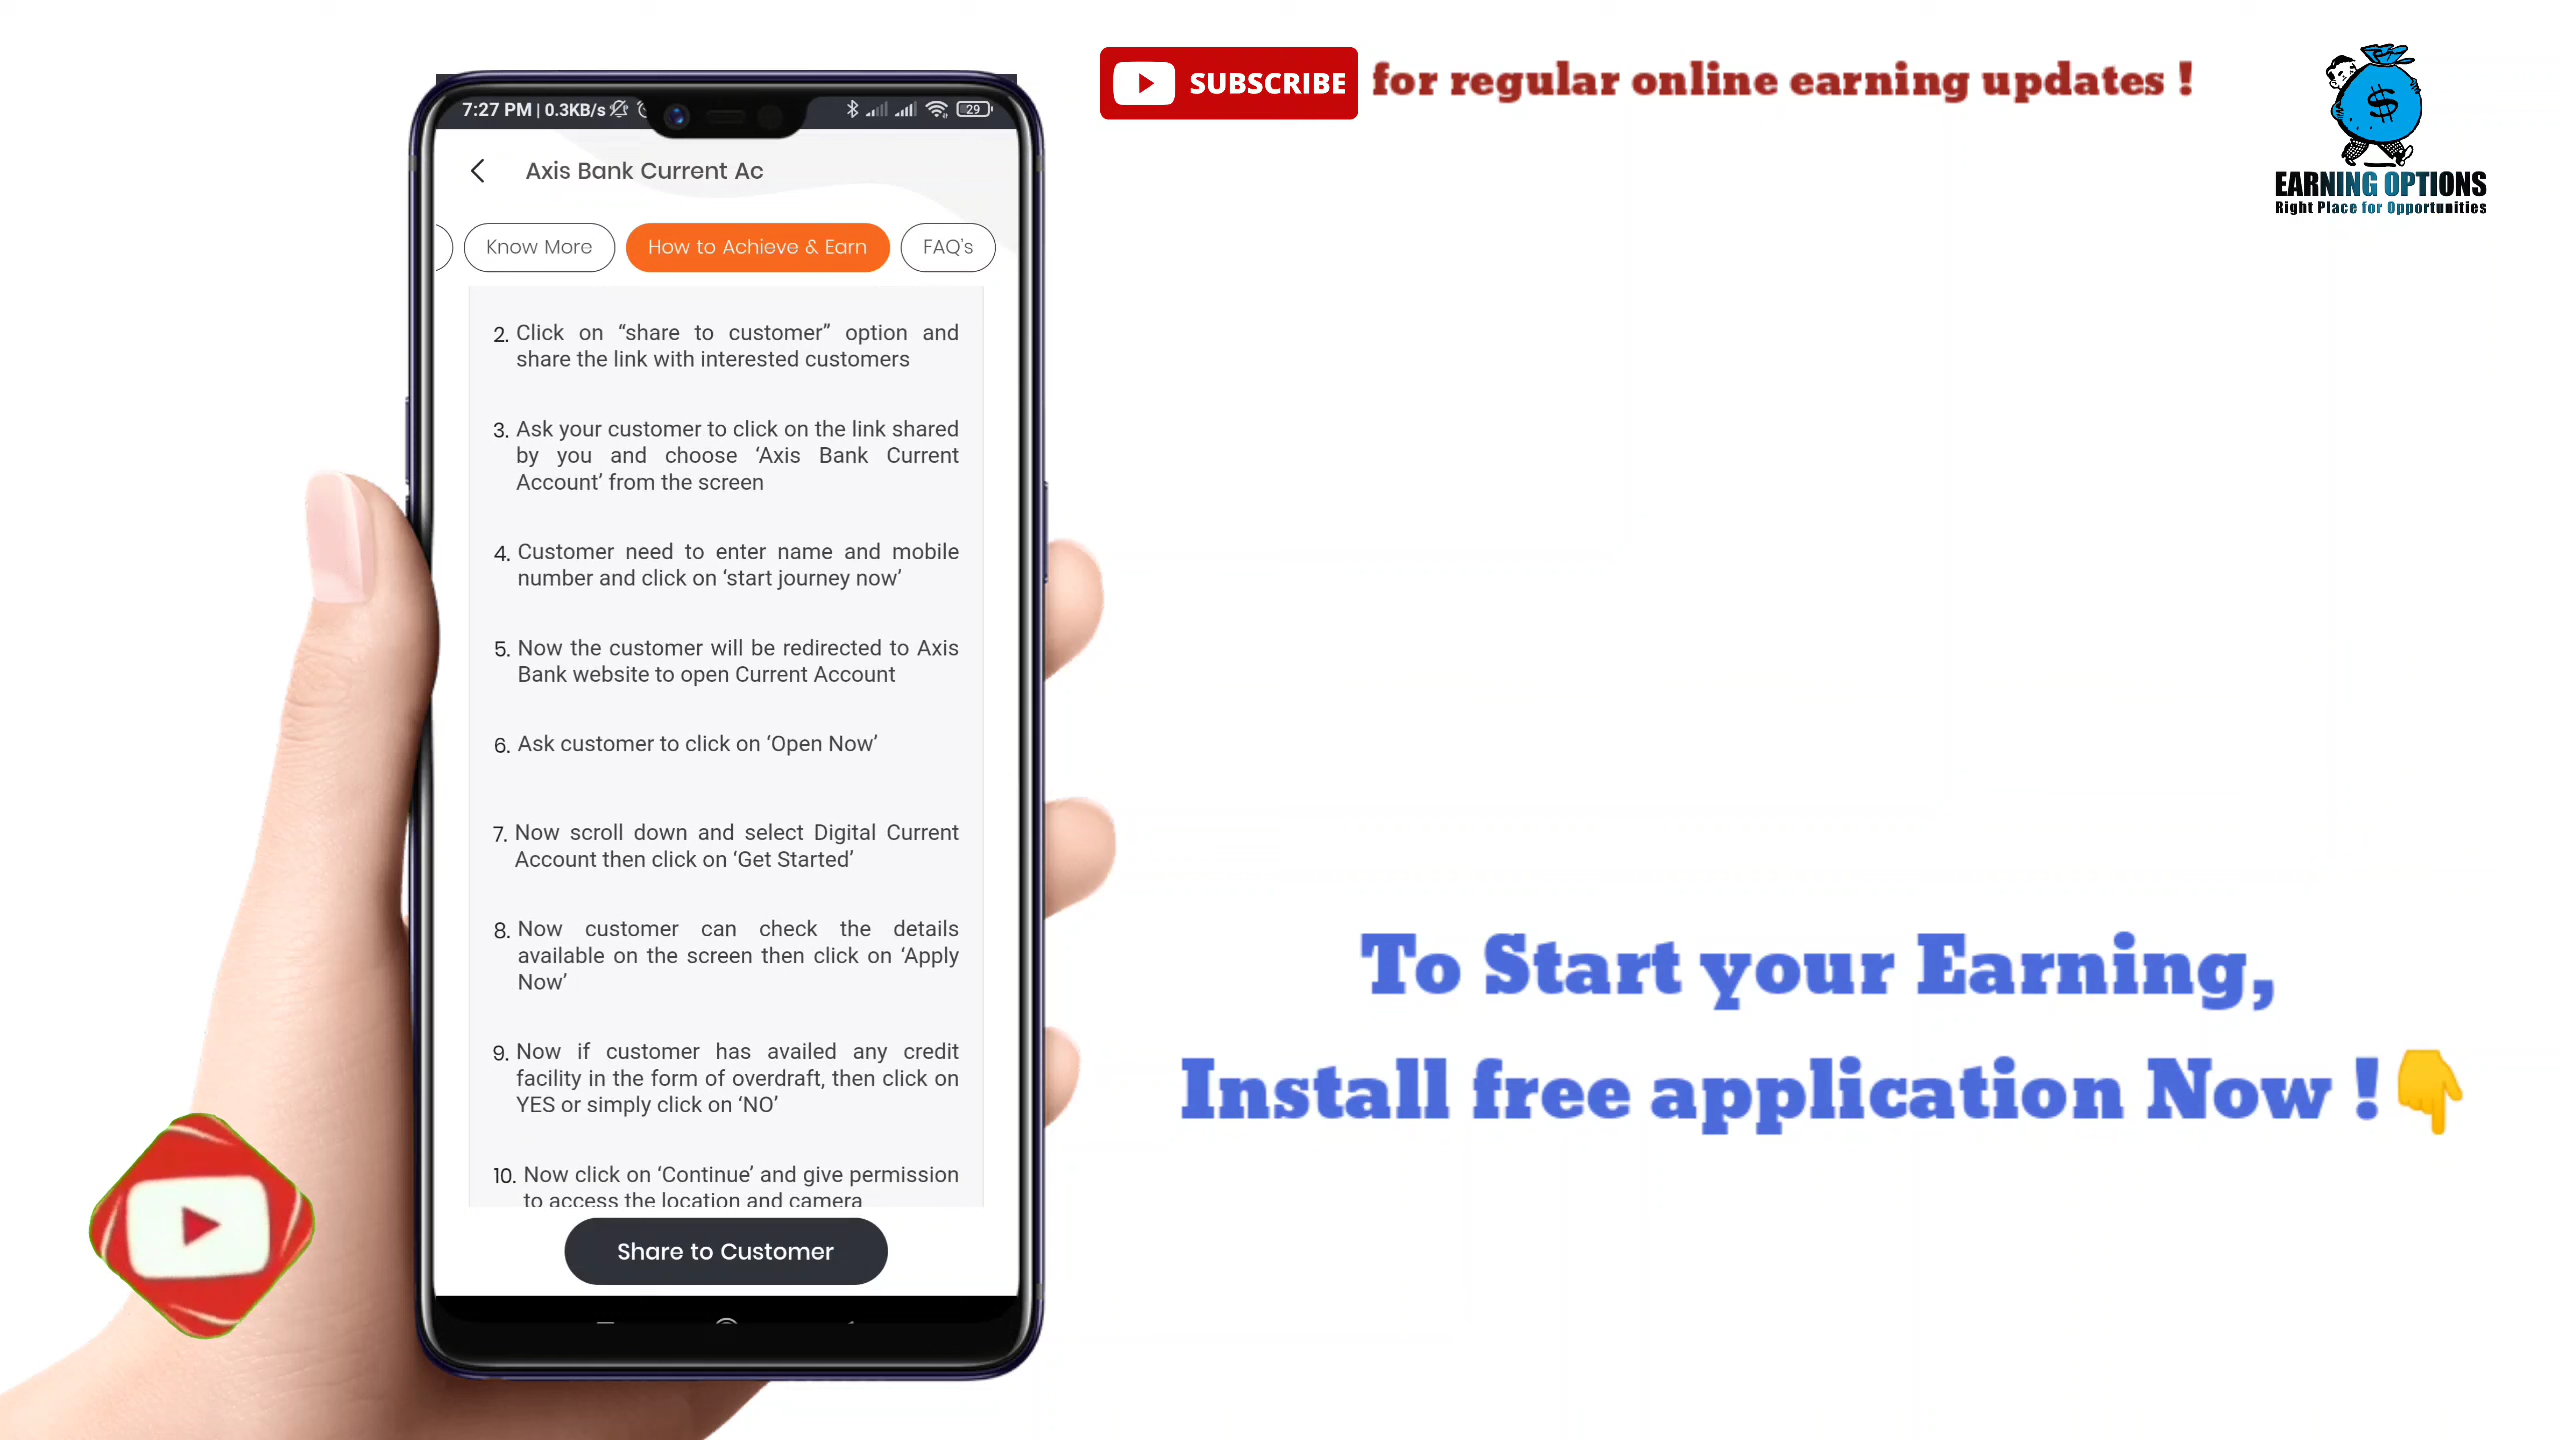 SUBSCRIBE for regular online earning updates !
EARNING OPTIONS
Right Place for Opportunities
7:27 PM | 0.3KB/s
29
Axis Bank Current Ac
Know More
How to Achieve & Earn
FAQ's
2. Click on “share to customer” option and
share the link with interested customers
3. Ask your customer to click on the link shared
by you and choose ‘Axis Bank Current
Account’ from the screen
4. Customer need to enter name and mobile
number and click on ‘start journey now’
5. Now the customer will be redirected to Axis
Bank website to open Current Account
6. Ask customer to click on ‘Open Now’
7. Now scroll down and select Digital Current
Account then click on ‘Get Started’
8. Now customer can check the details
available on the screen then click on ‘Apply
Now’
9. Now if customer has availed any credit
facility in the form of overdraft, then click on
YES or simply click on ‘NO’
10. Now click on ‘Continue’ and give permission
to access the location and camera
Share to Customer
To Start your Earning,
Install free application Now !